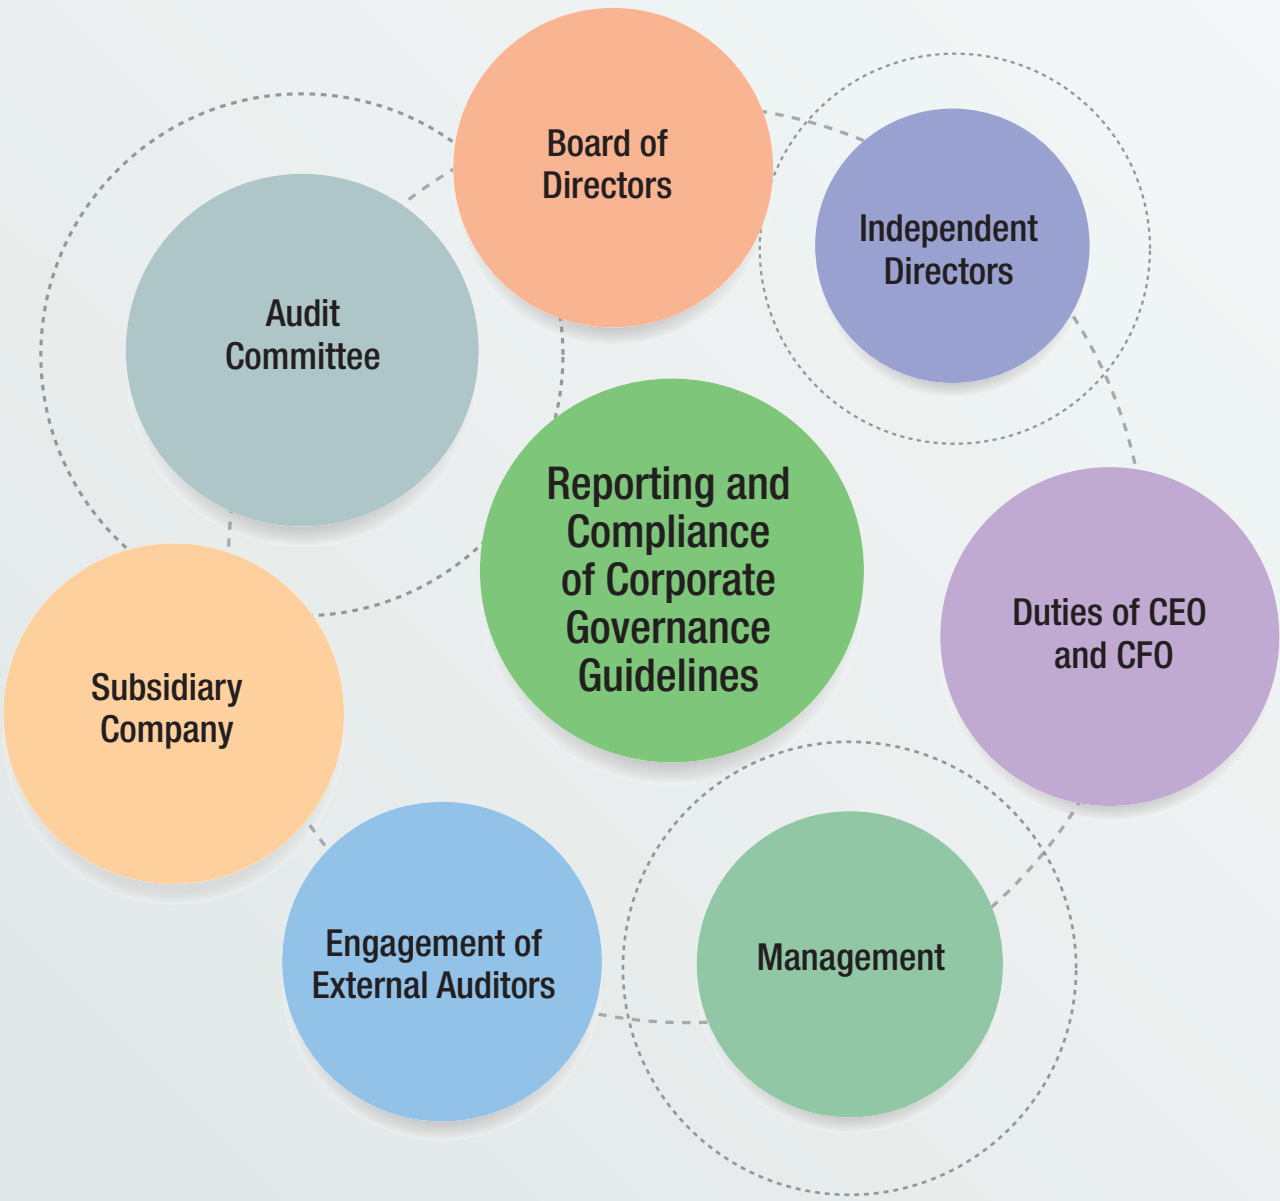 Board of
Directors
Independent
Directors
Audit
Committee
Reporting and
Compliance
of Corporate
Governance
Guidelines
Duties of CEO
and CFO
Subsidiary
Company
Engagement of
External Auditors
Management